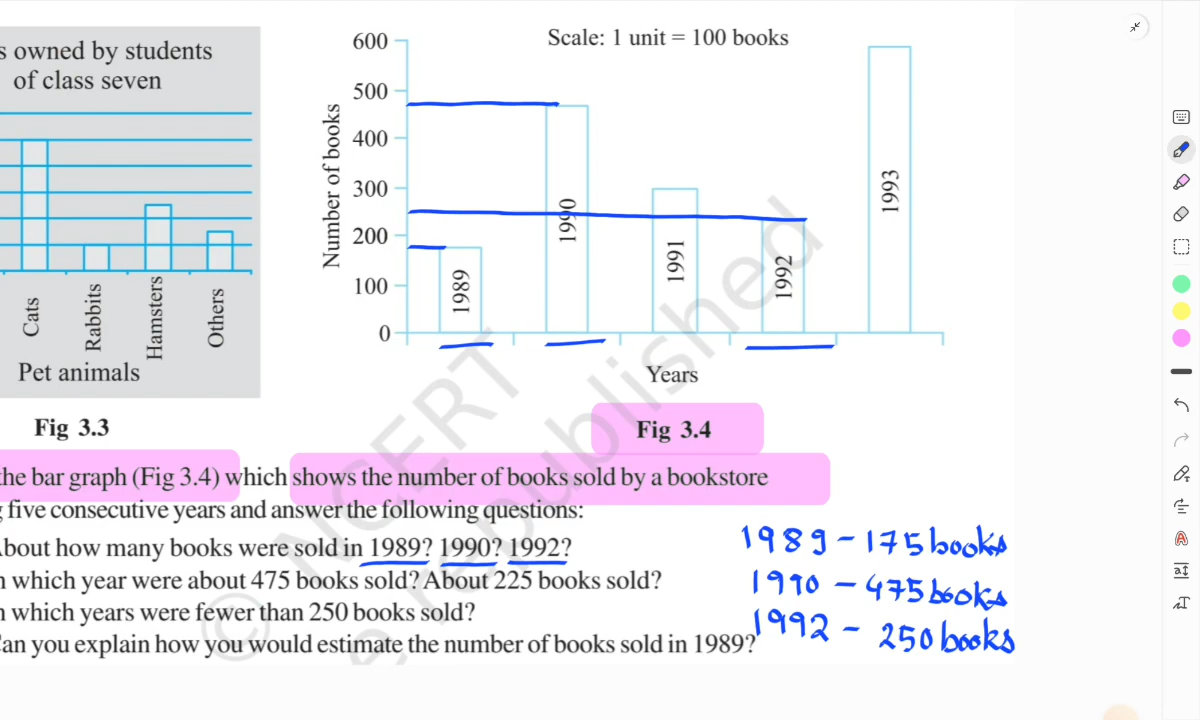 s owned by students
of class seven
Cats
Rabbits
Hamsters
Others
Pet animals
Fig 3.3
Scale: 1 unit = 100 books
Number of books
600
500
400
300
200
100
0
1989
1990
1991
1992
1993
Years
Fig 3.4
the bar graph (Fig 3.4) which shows the number of books sold by a bookstore
g five consecutive years and answer the following questions:
About how many books were sold in 1989? 1990? 1992?
n which year were about 475 books sold? About 225 books sold?
n which years were fewer than 250 books sold?
Can you explain how you would estimate the number of books sold in 1989?
1989 - 175 books
1990 - 475 books
1992 - 250 books
© NCERT
e republished